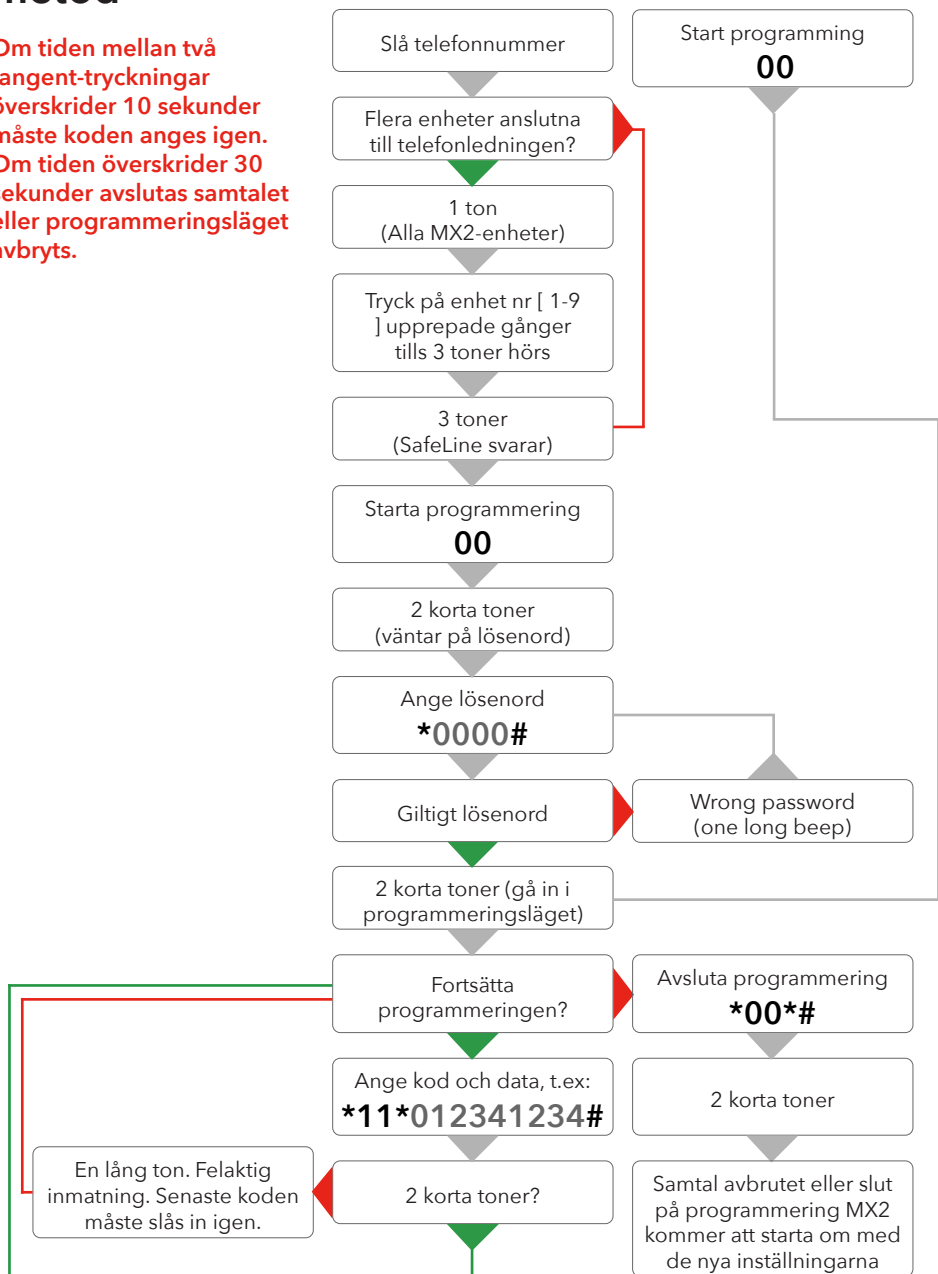 metod
Om tiden mellan två
tangent-tryckningar
överskrider 10 sekunder
måste koden anges igen.
Om tiden överskrider 30
sekunder avslutas samtalet
eller programmeringsläget
avbryts.
Slå telefonnummer
Start programming
00
Flera enheter anslutna
till telefonledningen?
1 ton
(Alla MX2-enheter)
Tryck på enhet nr [ 1-9
] upprepade gånger
tills 3 toner hörs
3 toner
(SafeLine svarar)
Starta programmering
00
2 korta toner
(väntar på lösenord)
Ange lösenord
*0000#
Giltigt lösenord
Wrong password
(one long beep)
2 korta toner (gå in i
programmeringsläget)
Fortsätta
programmeringen?
Avsluta programmering
*00*#
Ange kod och data, t.ex:
*11*012341234#
2 korta toner
En lång ton. Felaktig
inmatning. Senaste koden
måste slås in igen.
2 korta toner?
Samtal avbrutet eller slut
på programmering MX2
kommer att starta om med
de nya inställningarna